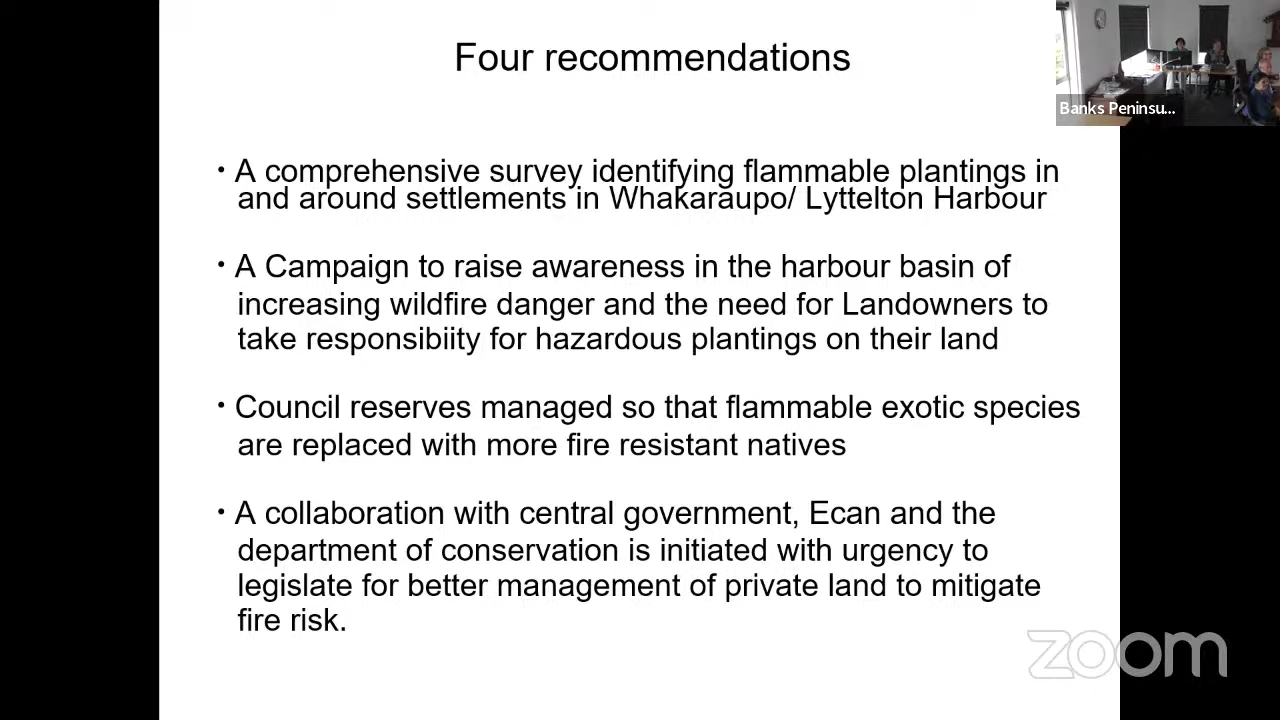 Four recommendations
Banks Peninsu...
• A comprehensive survey identifying flammable plantings in
and around settlements in Whakaraupo/ Lyttelton Harbour
• A Campaign to raise awareness in the harbour basin of
increasing wildfire danger and the need for Landowners to
take responsibiity for hazardous plantings on their land
• Council reserves managed so that flammable exotic species
are replaced with more fire resistant natives
• A collaboration with central government, Ecan and the
department of conservation is initiated with urgency to
legislate for better management of private land to mitigate
fire risk.
zoom